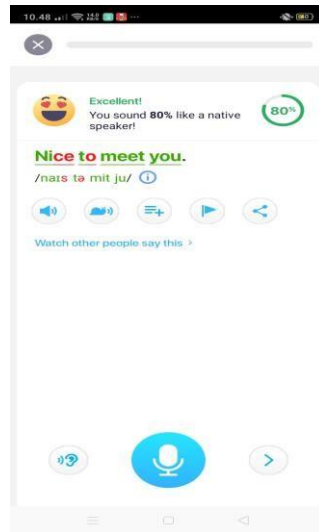 10.48
Excellent!
You sound 80% like a native speaker!
80%
Nice to meet you.
/naɪs tə mit ju/
Watch other people say this >